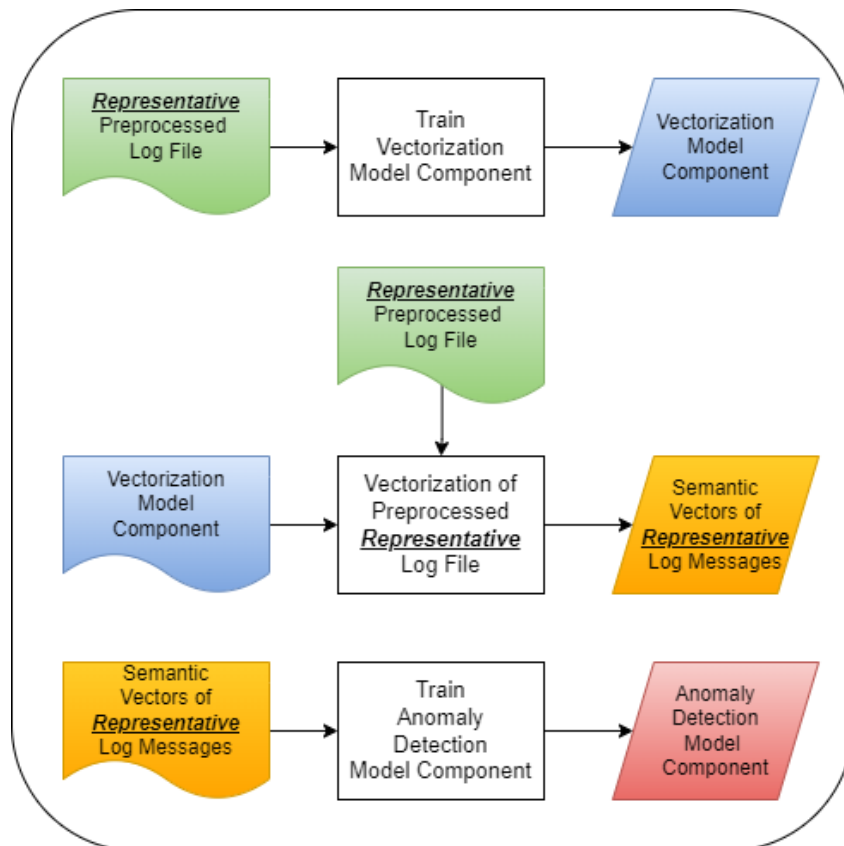 Representative
Preprocessed
Log File
Train
Vectorization
Model Component
Vectorization
Model
Component
Representative
Preprocessed
Log File
Vectorization
Model
Component
Vectorization of
Preprocessed
Representative
Log File
Semantic
Vectors of
Representative
Log Messages
Semantic
Vectors of
Representative
Log Messages
Train
Anomaly
Detection
Model Component
Anomaly
Detection
Model
Component